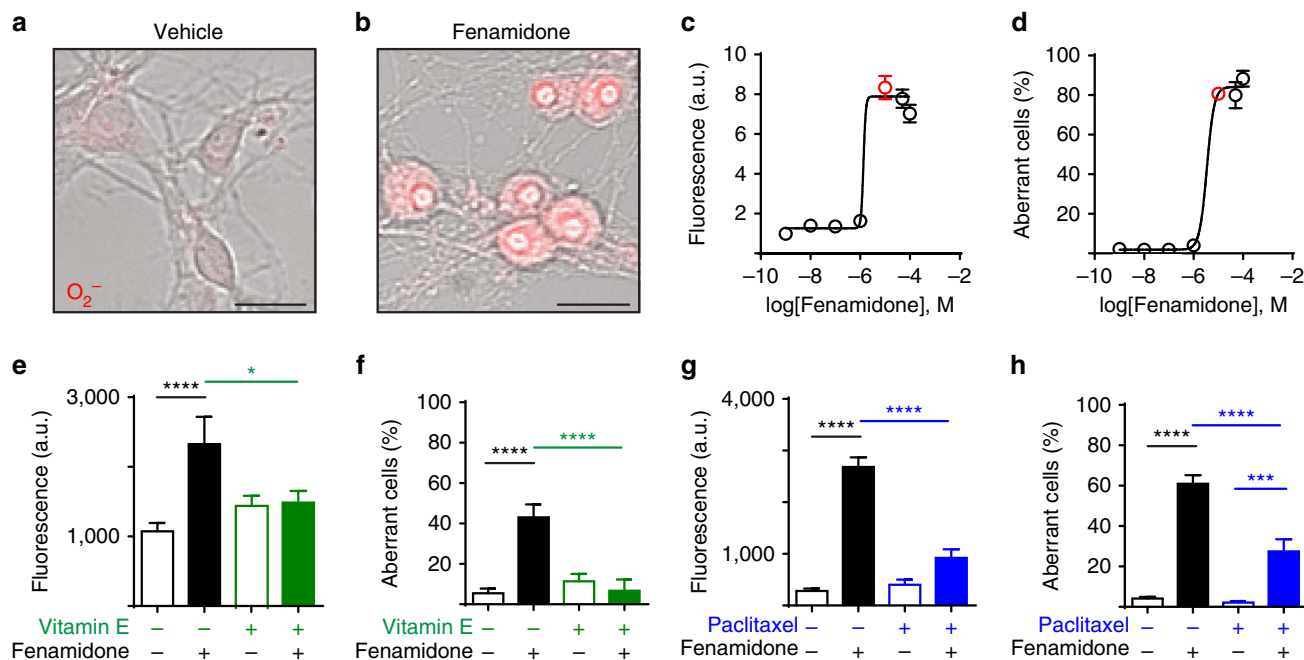 a Vehicle
O2−
b Fenamidone
c
Fluorescence (a.u.)
10
8
6
4
2
−10 −8 −6 −4 −2
log[Fenamidone], M
d
Aberrant cells (%)
100
80
60
40
20
−10 −8 −6 −4 −2
log[Fenamidone], M
e
Fluorescence (a.u.)
3,000
1,000
**** *
Vitamin E − − + +
Fenamidone − + − +
f
Aberrant cells (%)
100
80
60
40
20
**** ****
Vitamin E − − + +
Fenamidone − + − +
g
Fluorescence (a.u.)
4,000
1,000
**** ****
Paclitaxel − − + +
Fenamidone − + − +
h
Aberrant cells (%)
100
80
60
40
20
****
****
***
Paclitaxel − − + +
Fenamidone − + − +